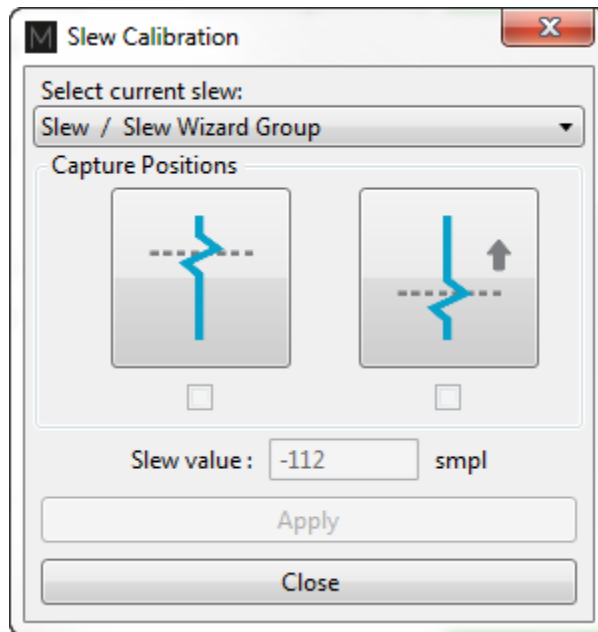 M Slew Calibration
Select current slew:
Slew / Slew Wizard Group
Capture Positions
Slew value : -112 smpl
Apply
Close